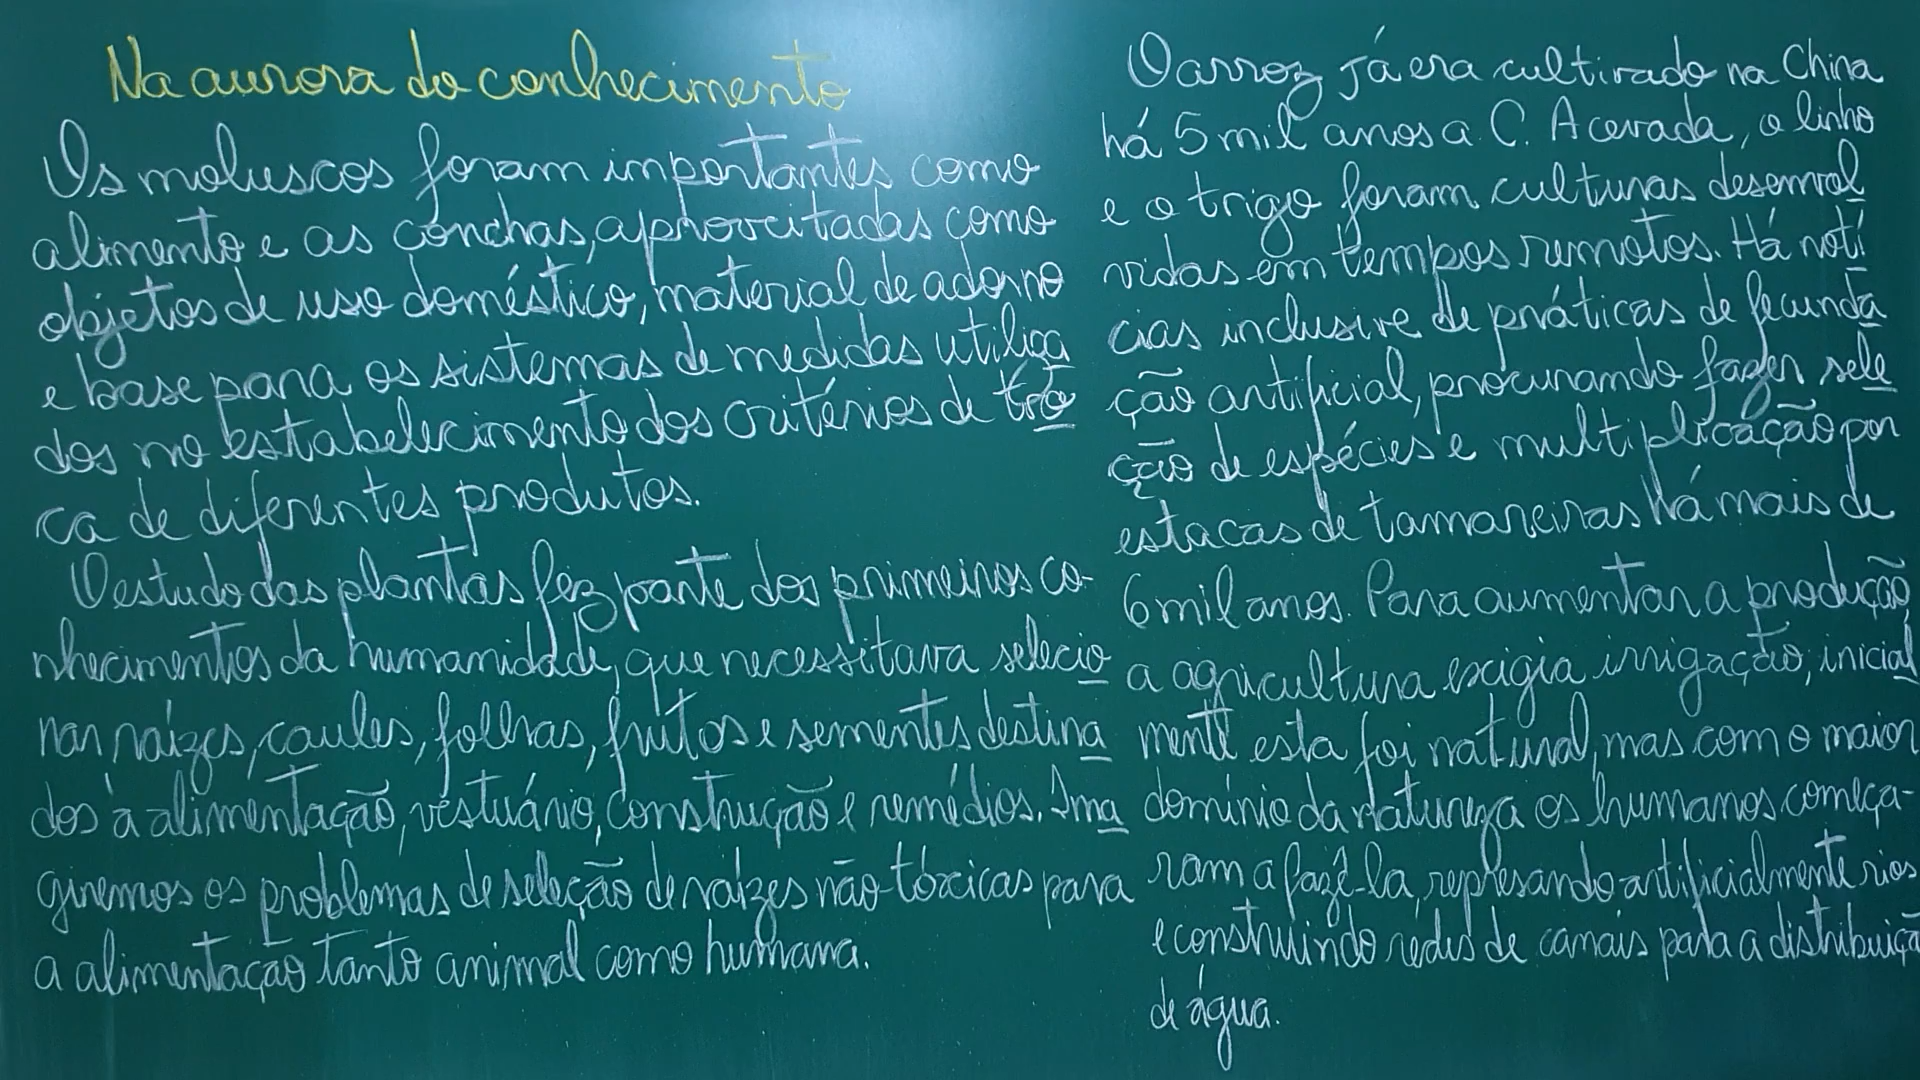 Na aurora do conhecimento
Os moluscos foram importantes como
alimento e as conchas, aproveitadas como
objetos de uso doméstico, material de adorno
e base para os sistemas de medidas utiliza
dos no estabelecimento dos critérios de tro
ca de diferentes produtos.
O estudo das plantas fez parte dos primeiros co-
nhecimentos da humanidade, que necessitava selecio
nar raízes, caules, folhas, frutos e sementes destina
dos à alimentação, vestuário, construção e remédios. Ima
ginemos os problemas de seleção de raízes não-tóxicas para
a alimentação tanto animal como humana.
O arroz já era cultivado na China
há 5 mil anos a. C. A cevada, o linho
e o trigo foram culturas desenvol
vidas em tempos remotos. Há notí
cias inclusive de práticas de fecunda
ção artificial, procurando fazer sele
ção de espécies e multiplicação por
estacas de tamareiras há mais de
6 mil anos. Para aumentar a produção,
a agricultura exigia irrigação; inicial
mente esta foi natural, mas com o maior
domínio da natureza os humanos começa-
ram a fazê-la, represando artificialmente rios
e construindo redes de canais para a distribuição
de água.